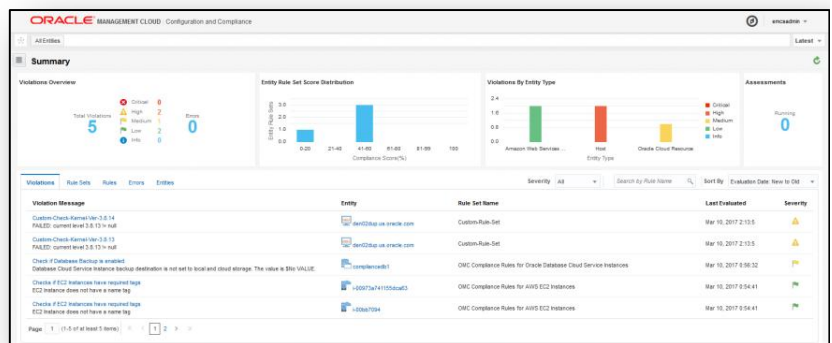 ORACLE MANAGEMENT CLOUD Configuration and Compliance
emcaadmin
All Entities
Latest
Summary
Violations Overview
Total Violations
5
Critical 0
High 2
Medium 1
Low 2
Info 0
Errors
0
Entity Rule Set Score Distribution
Entity Rule Sets
3.0
2.0
1.0
0.0
0-20 21-40 41-60 61-80 81-99 100
Compliance Score(%)
Violations By Entity Type
2.4
1.6
0.8
0.0
Amazon Web Services... Host Oracle Cloud Resource
Entity Type
Critical
High
Medium
Low
Info
Assessments
Running
0
Violations Rule Sets Rules Errors Entities
Severity All Search by Rule Name Sort By Evaluation Date: New to Old
Violation Message Entity Rule Set Name Last Evaluated Severity
Custom-Check-Kernel-Ver-3.8.14
FAILED: current level 3.8.13 != null
den02dup.us.oracle.com Custom-Rule-Set Mar 10, 2017 2:13:5
Custom-Check-Kernel-Ver-3.8.13
FAILED: current level 3.8.13 != null
den02dup.us.oracle.com Custom-Rule-Set Mar 10, 2017 2:13:5
Check if Database Backup is enabled
Database Cloud Service Instance backup destination is not set to local and cloud storage. The value is $No VALUE
compliancedb1 OMC Compliance Rules for Oracle Database Cloud Service Instances Mar 10, 2017 0:56:32
Checks if EC2 Instances have required tags
EC2 Instance does not have a name tag
i-00973a741155dca63 OMC Compliance Rules for AWS EC2 Instances Mar 10, 2017 0:54:41
Checks if EC2 Instances have required tags
EC2 Instance does not have a name tag
i-00bb7094 OMC Compliance Rules for AWS EC2 Instances Mar 10, 2017 0:54:41
Page 1 (1-5 of at least 5 items) 1 2